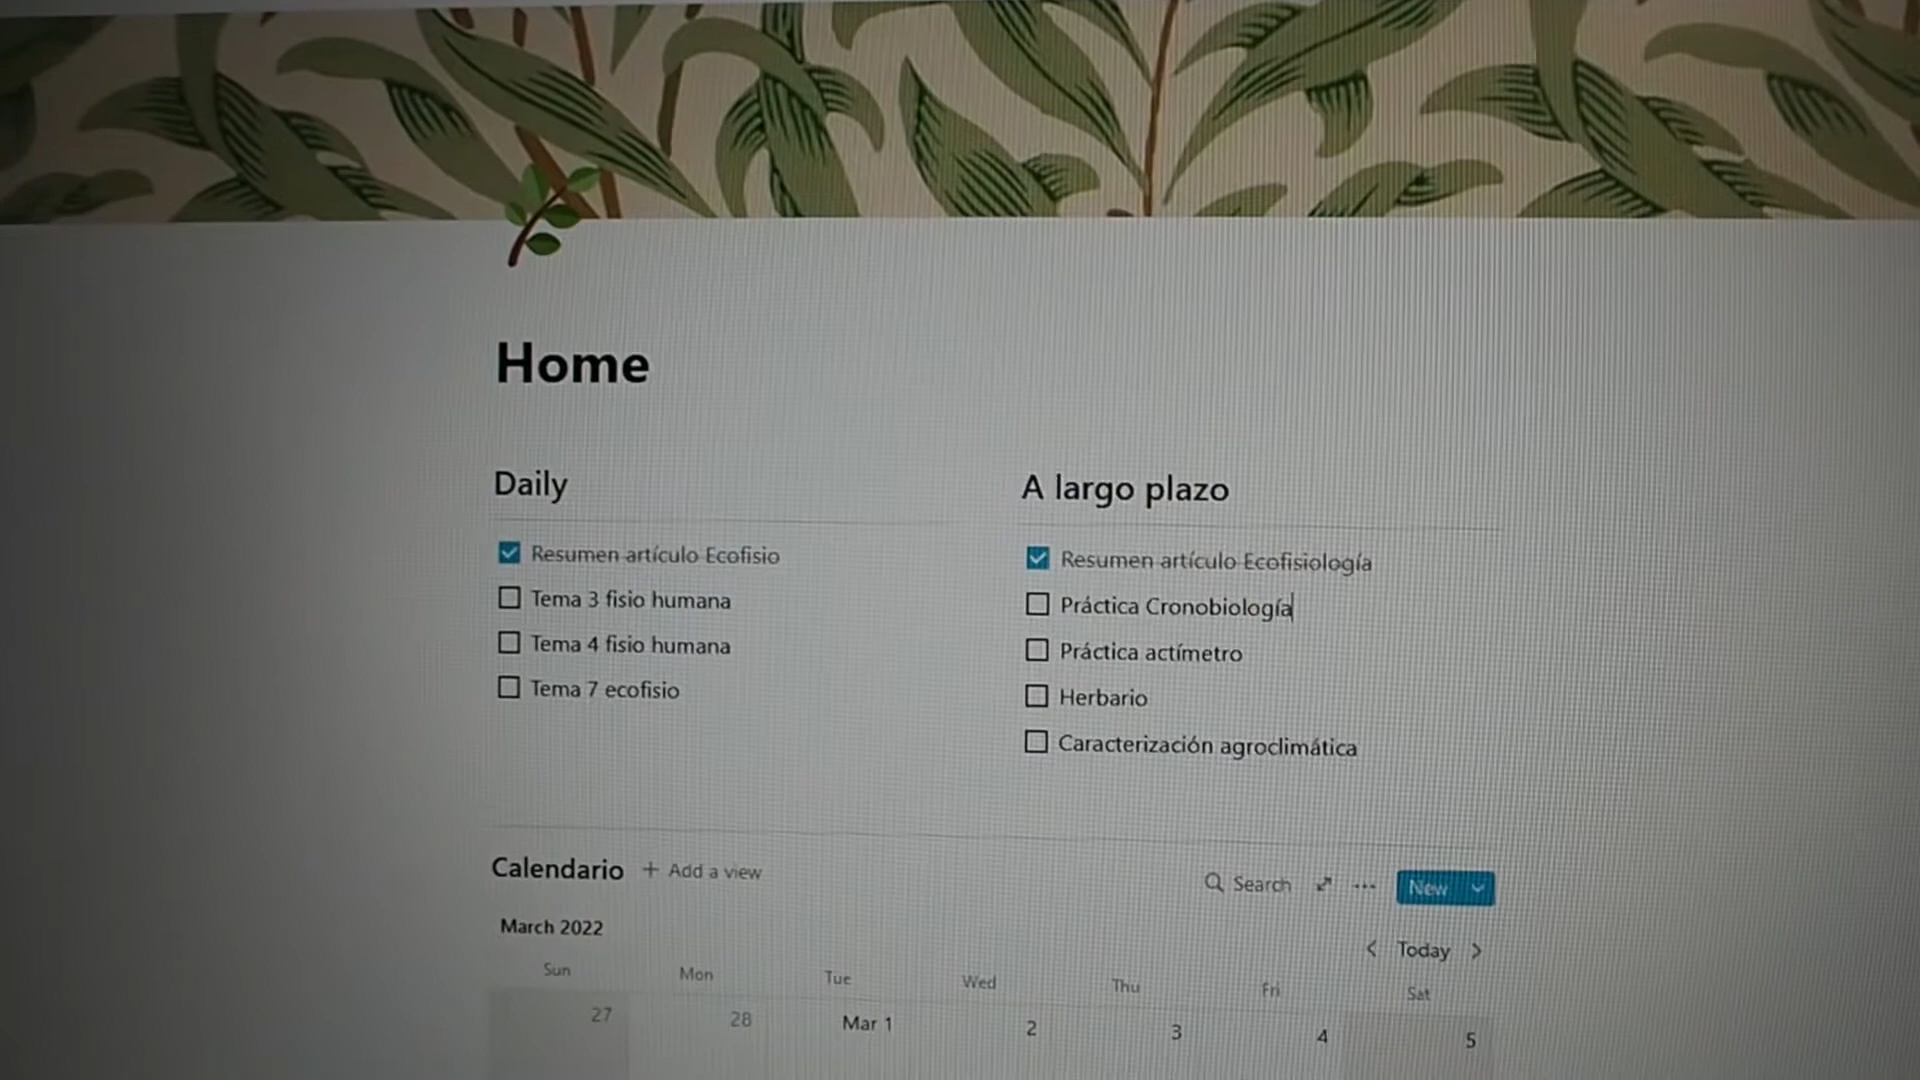 Home
Daily
Resumen artículo Ecofisio
Tema 3 fisio humana
Tema 4 fisio humana
Tema 7 ecofisio
A largo plazo
Resumen artículo Ecofisiología
Práctica Cronobiología
Práctica actímetro
Herbario
Caracterización agroclimática
Calendario + Add a view
Search ... New
March 2022
< Today >
Sun Mon Tue Wed Thu Fri Sat
27 28 Mar 1 2 3 4 5